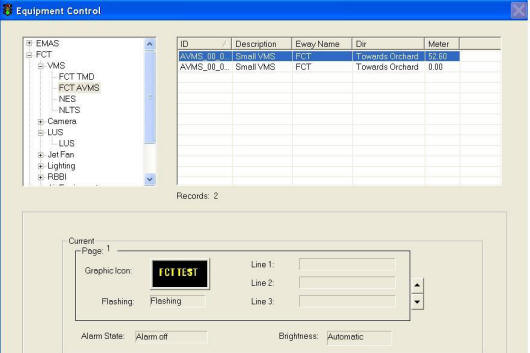 Equipment Control
EMAS
FCT
VMS
FCT TMD
FCT AVMS
NES
NLTS
Camera
LUS
LUS
Jet Fan
Lighting
RBBI
ID / Description Eway Name Dir Meter
AVMS_00_0... Small VMS FCT Towards Orchard 52.60
AVMS_00_0... Small VMS FCT Towards Orchard 0.00
Records: 2
Current
Page: 1
Graphic Icon: FCT TEST
Flashing: Flashing
Line 1:
Line 2:
Line 3:
Alarm State: Alarm off
Brightness: Automatic